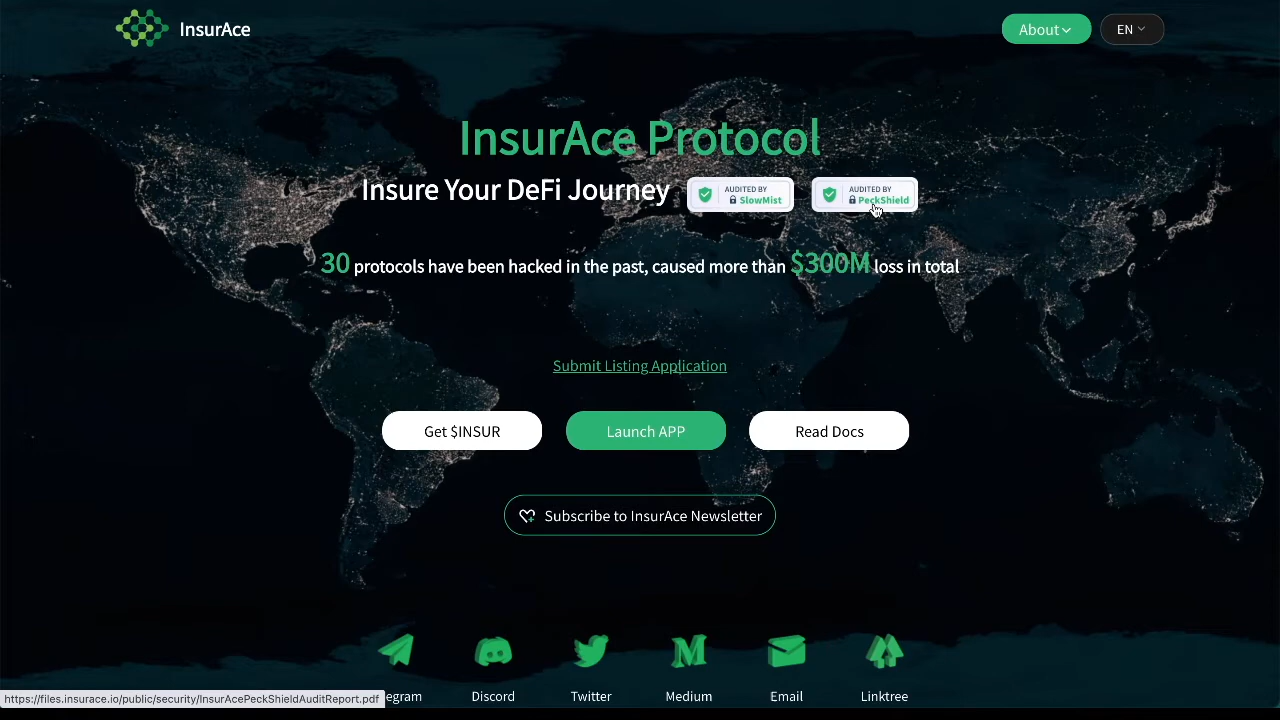 InsurAce
About
EN
InsurAce Protocol
Insure Your DeFi Journey
AUDITED BY
SlowMist
AUDITED BY
PeckShield
30 protocols have been hacked in the past, caused more than $300M loss in total
Submit Listing Application
Get $INSUR
Launch APP
Read Docs
Subscribe to InsurAce Newsletter
egram
Discord
Twitter
Medium
Email
Linktree
https://files.insurace.io/public/security/InsurAcePeckShieldAuditReport.pdf